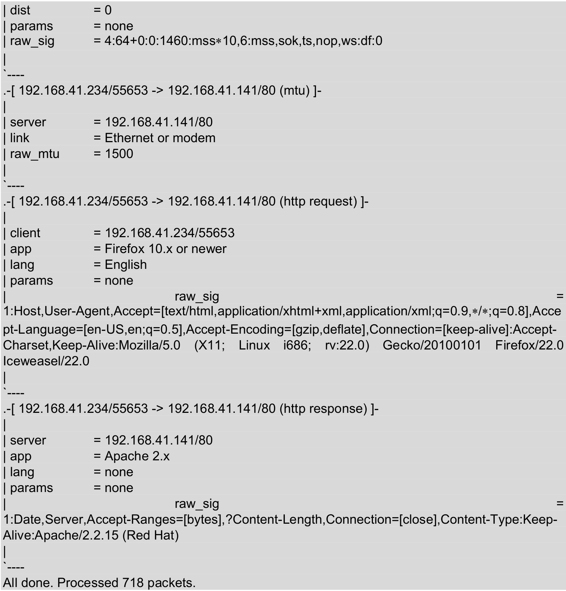 | dist = 0
| params = none
| raw_sig = 4:64+0:0:1460:mss*10,6:mss,sok,ts,nop,ws:df:0
|
`----
.-[ 192.168.41.234/55653 -> 192.168.41.141/80 (mtu) ]-
|
| server = 192.168.41.141/80
| link = Ethernet or modem
| raw_mtu = 1500
|
`----
.-[ 192.168.41.234/55653 -> 192.168.41.141/80 (http request) ]-
|
| client = 192.168.41.234/55653
| app = Firefox 10.x or newer
| lang = English
| params = none
| raw_sig =
1:Host,User-Agent,Accept=[text/html,application/xhtml+xml,application/xml;q=0.9,*/*;q=0.8],Acce
pt-Language=[en-US,en;q=0.5],Accept-Encoding=[gzip,deflate],Connection=[keep-alive]:Accept-
Charset,Keep-Alive:Mozilla/5.0 (X11; Linux i686; rv:22.0) Gecko/20100101 Firefox/22.0
Iceweasel/22.0
|
`----
.-[ 192.168.41.234/55653 -> 192.168.41.141/80 (http response) ]-
|
| server = 192.168.41.141/80
| app = Apache 2.x
| lang = none
| params = none
| raw_sig =
1:Date,Server,Accept-Ranges=[bytes],?Content-Length,Connection=[close],Content-Type:Keep-
Alive:Apache/2.2.15 (Red Hat)
|
`----
All done. Processed 718 packets.